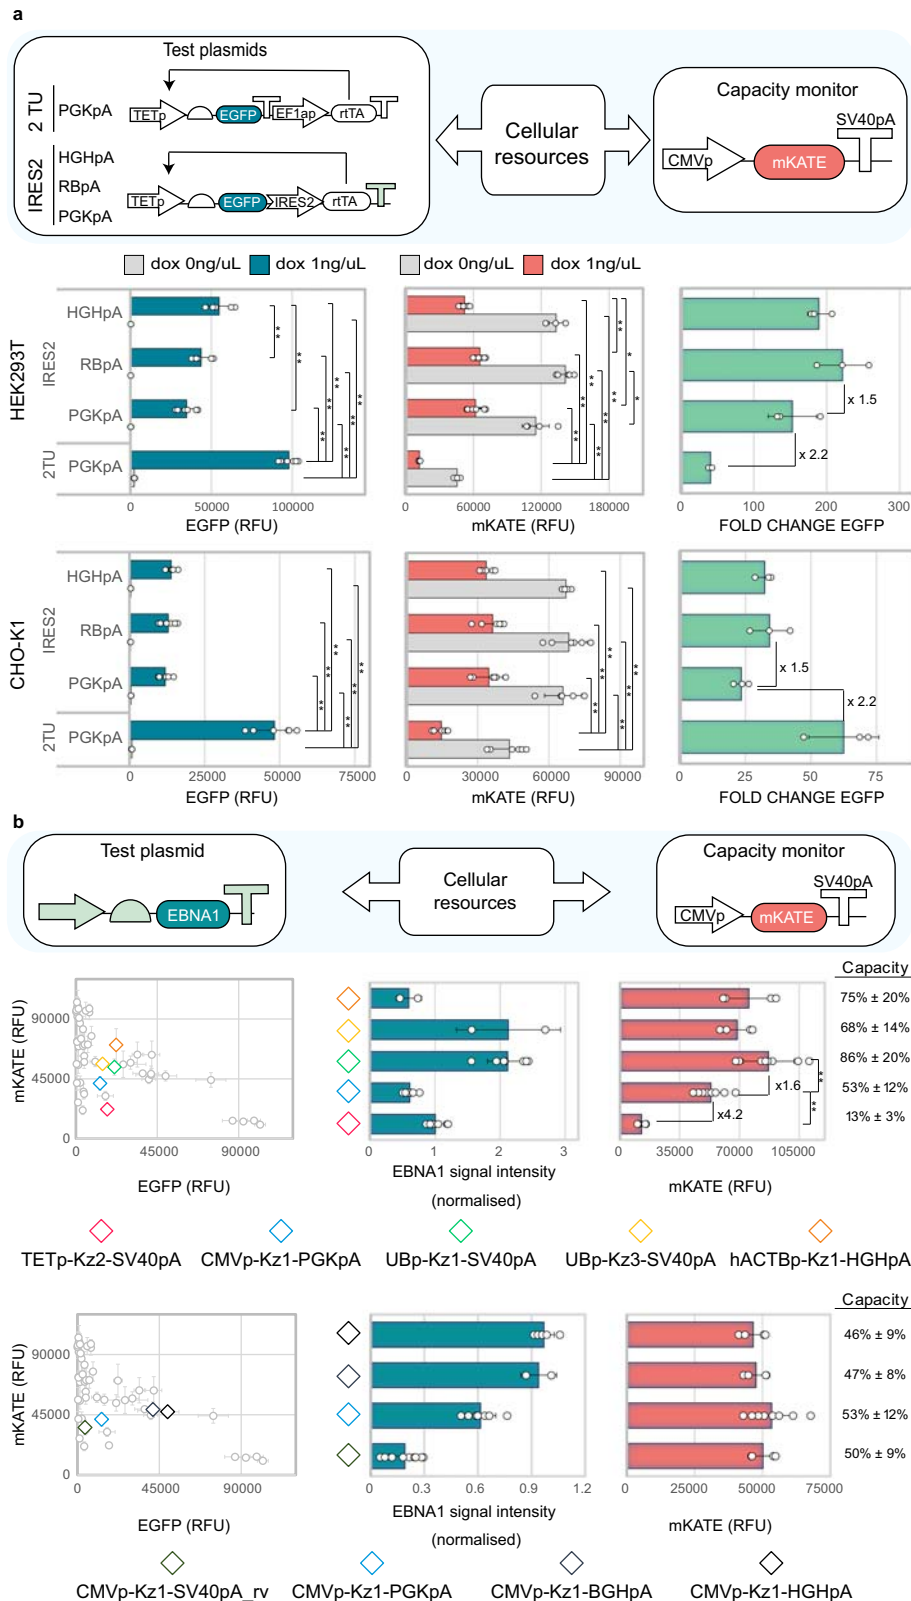 a
Test plasmids
2 TU
PGKpA
TETp
EGFP
EF1ap
rtTA
IRES2
HGHpA
RBpA
PGKpA
TETp
EGFP
IRES2
rtTA
Cellular
resources
Capacity monitor
SV40pA
CMVp
mKATE
dox 0ng/uL
dox 1ng/uL
dox 0ng/uL
dox 1ng/uL
HEK293T
IRES2
2TU
HGHpA
RBpA
PGKpA
PGKpA
0
50000
100000
EGFP (RFU)
0
60000
120000
180000
mKATE (RFU)
x 1.5
x 2.2
0
100
200
300
FOLD CHANGE EGFP
CHO-K1
IRES2
2TU
HGHpA
RBpA
PGKpA
PGKpA
0
25000
50000
75000
EGFP (RFU)
0
30000
60000
90000
mKATE (RFU)
x 1.5
x 2.2
0
25
50
75
FOLD CHANGE EGFP
b
Test plasmid
EBNA1
Cellular
resources
Capacity monitor
SV40pA
CMVp
mKATE
mKATE (RFU)
90000
45000
0
0
45000
90000
EGFP (RFU)
0
1
2
3
EBNA1 signal intensity
(normalised)
x1.6
x4.2
**
**
0
35000
70000
105000
mKATE (RFU)
Capacity
75% ± 20%
68% ± 14%
86% ± 20%
53% ± 12%
13% ± 3%
TETp-Kz2-SV40pA
CMVp-Kz1-PGKpA
UBp-Kz1-SV40pA
UBp-Kz3-SV40pA
hACTBp-Kz1-HGHpA
mKATE (RFU)
90000
45000
0
0
45000
90000
EGFP (RFU)
0
0.3
0.6
0.9
1.2
EBNA1 signal intensity
(normalised)
0
25000
50000
75000
mKATE (RFU)
Capacity
46% ± 9%
47% ± 8%
53% ± 12%
50% ± 9%
CMVp-Kz1-SV40pA_rv
CMVp-Kz1-PGKpA
CMVp-Kz1-BGHpA
CMVp-Kz1-HGHpA